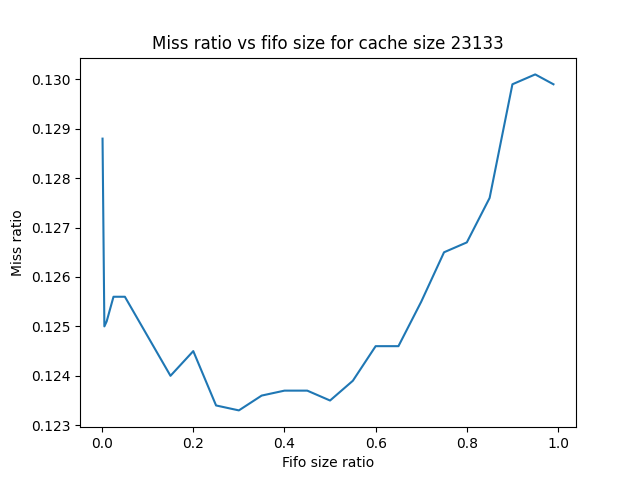 Miss ratio vs fifo size for cache size 23133
0.130
0.129
0.128
0.127
0.126
0.125
0.124
0.123
Miss ratio
0.0 0.2 0.4 0.6 0.8 1.0
Fifo size ratio